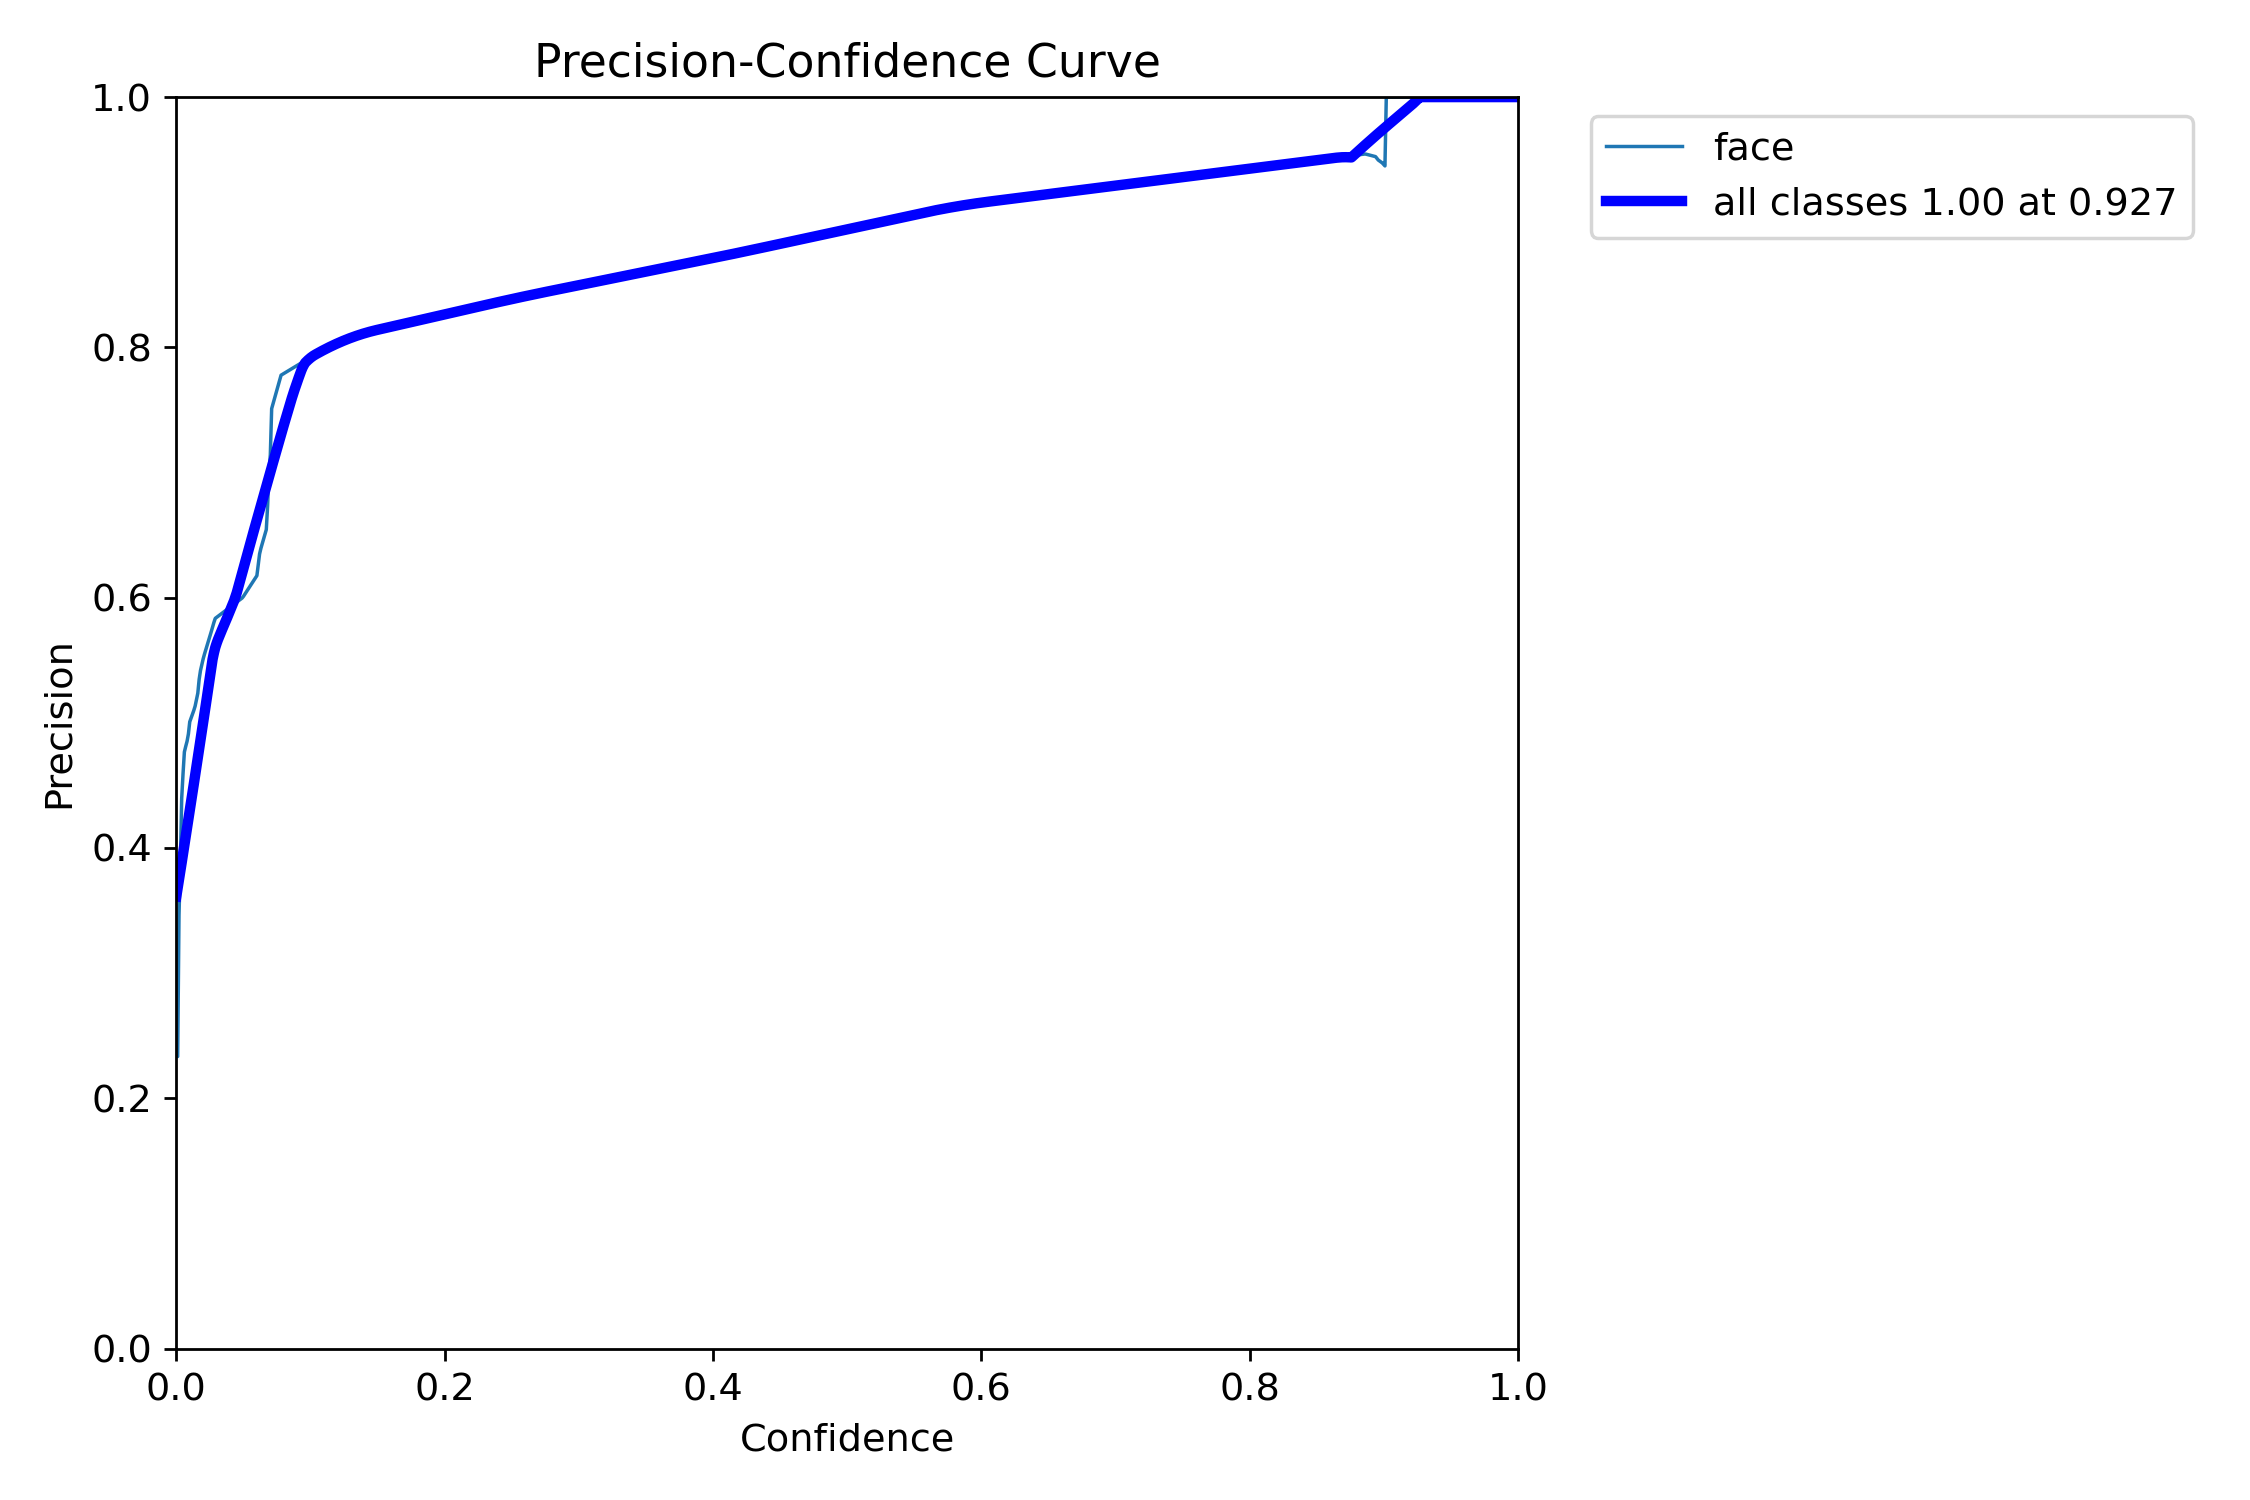 Precision-Confidence Curve
1.0
0.8
0.6
0.4
0.2
0.0
Precision
0.0 0.2 0.4 0.6 0.8 1.0
Confidence
face
all classes 1.00 at 0.927